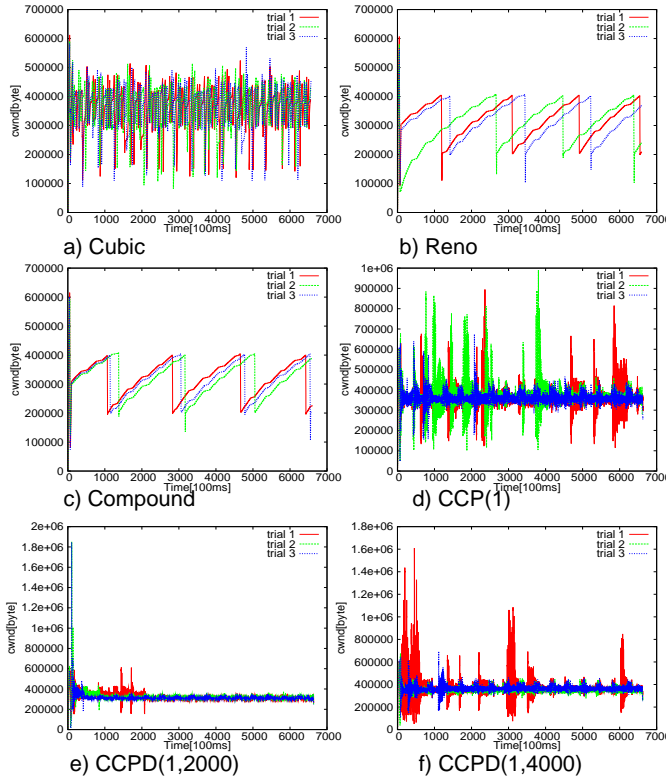 700000
600000
500000
400000
300000
200000
100000
0
cwnd[byte]
trial 1
trial 2
trial 3
0 1000 2000 3000 4000 5000 6000 7000
Time[100ms]
a) Cubic
700000
600000
500000
400000
300000
200000
100000
0
cwnd[byte]
trial 1
trial 2
trial 3
0 1000 2000 3000 4000 5000 6000 7000
Time[100ms]
b) Reno
700000
600000
500000
400000
300000
200000
100000
0
cwnd[byte]
trial 1
trial 2
trial 3
0 1000 2000 3000 4000 5000 6000 7000
Time[100ms]
c) Compound
1e+06
900000
800000
700000
600000
500000
400000
300000
200000
100000
0
cwnd[byte]
trial 1
trial 2
trial 3
0 1000 2000 3000 4000 5000 6000 7000
Time[100ms]
d) CCP(1)
2e+06
1.8e+06
1.6e+06
1.4e+06
1.2e+06
1e+06
800000
600000
400000
200000
0
cwnd[byte]
trial 1
trial 2
trial 3
0 1000 2000 3000 4000 5000 6000 7000
Time[100ms]
e) CCPD(1,2000)
1.8e+06
1.6e+06
1.4e+06
1.2e+06
1e+06
800000
600000
400000
200000
0
cwnd[byte]
trial 1
trial 2
trial 3
0 1000 2000 3000 4000 5000 6000 7000
Time[100ms]
f) CCPD(1,4000)